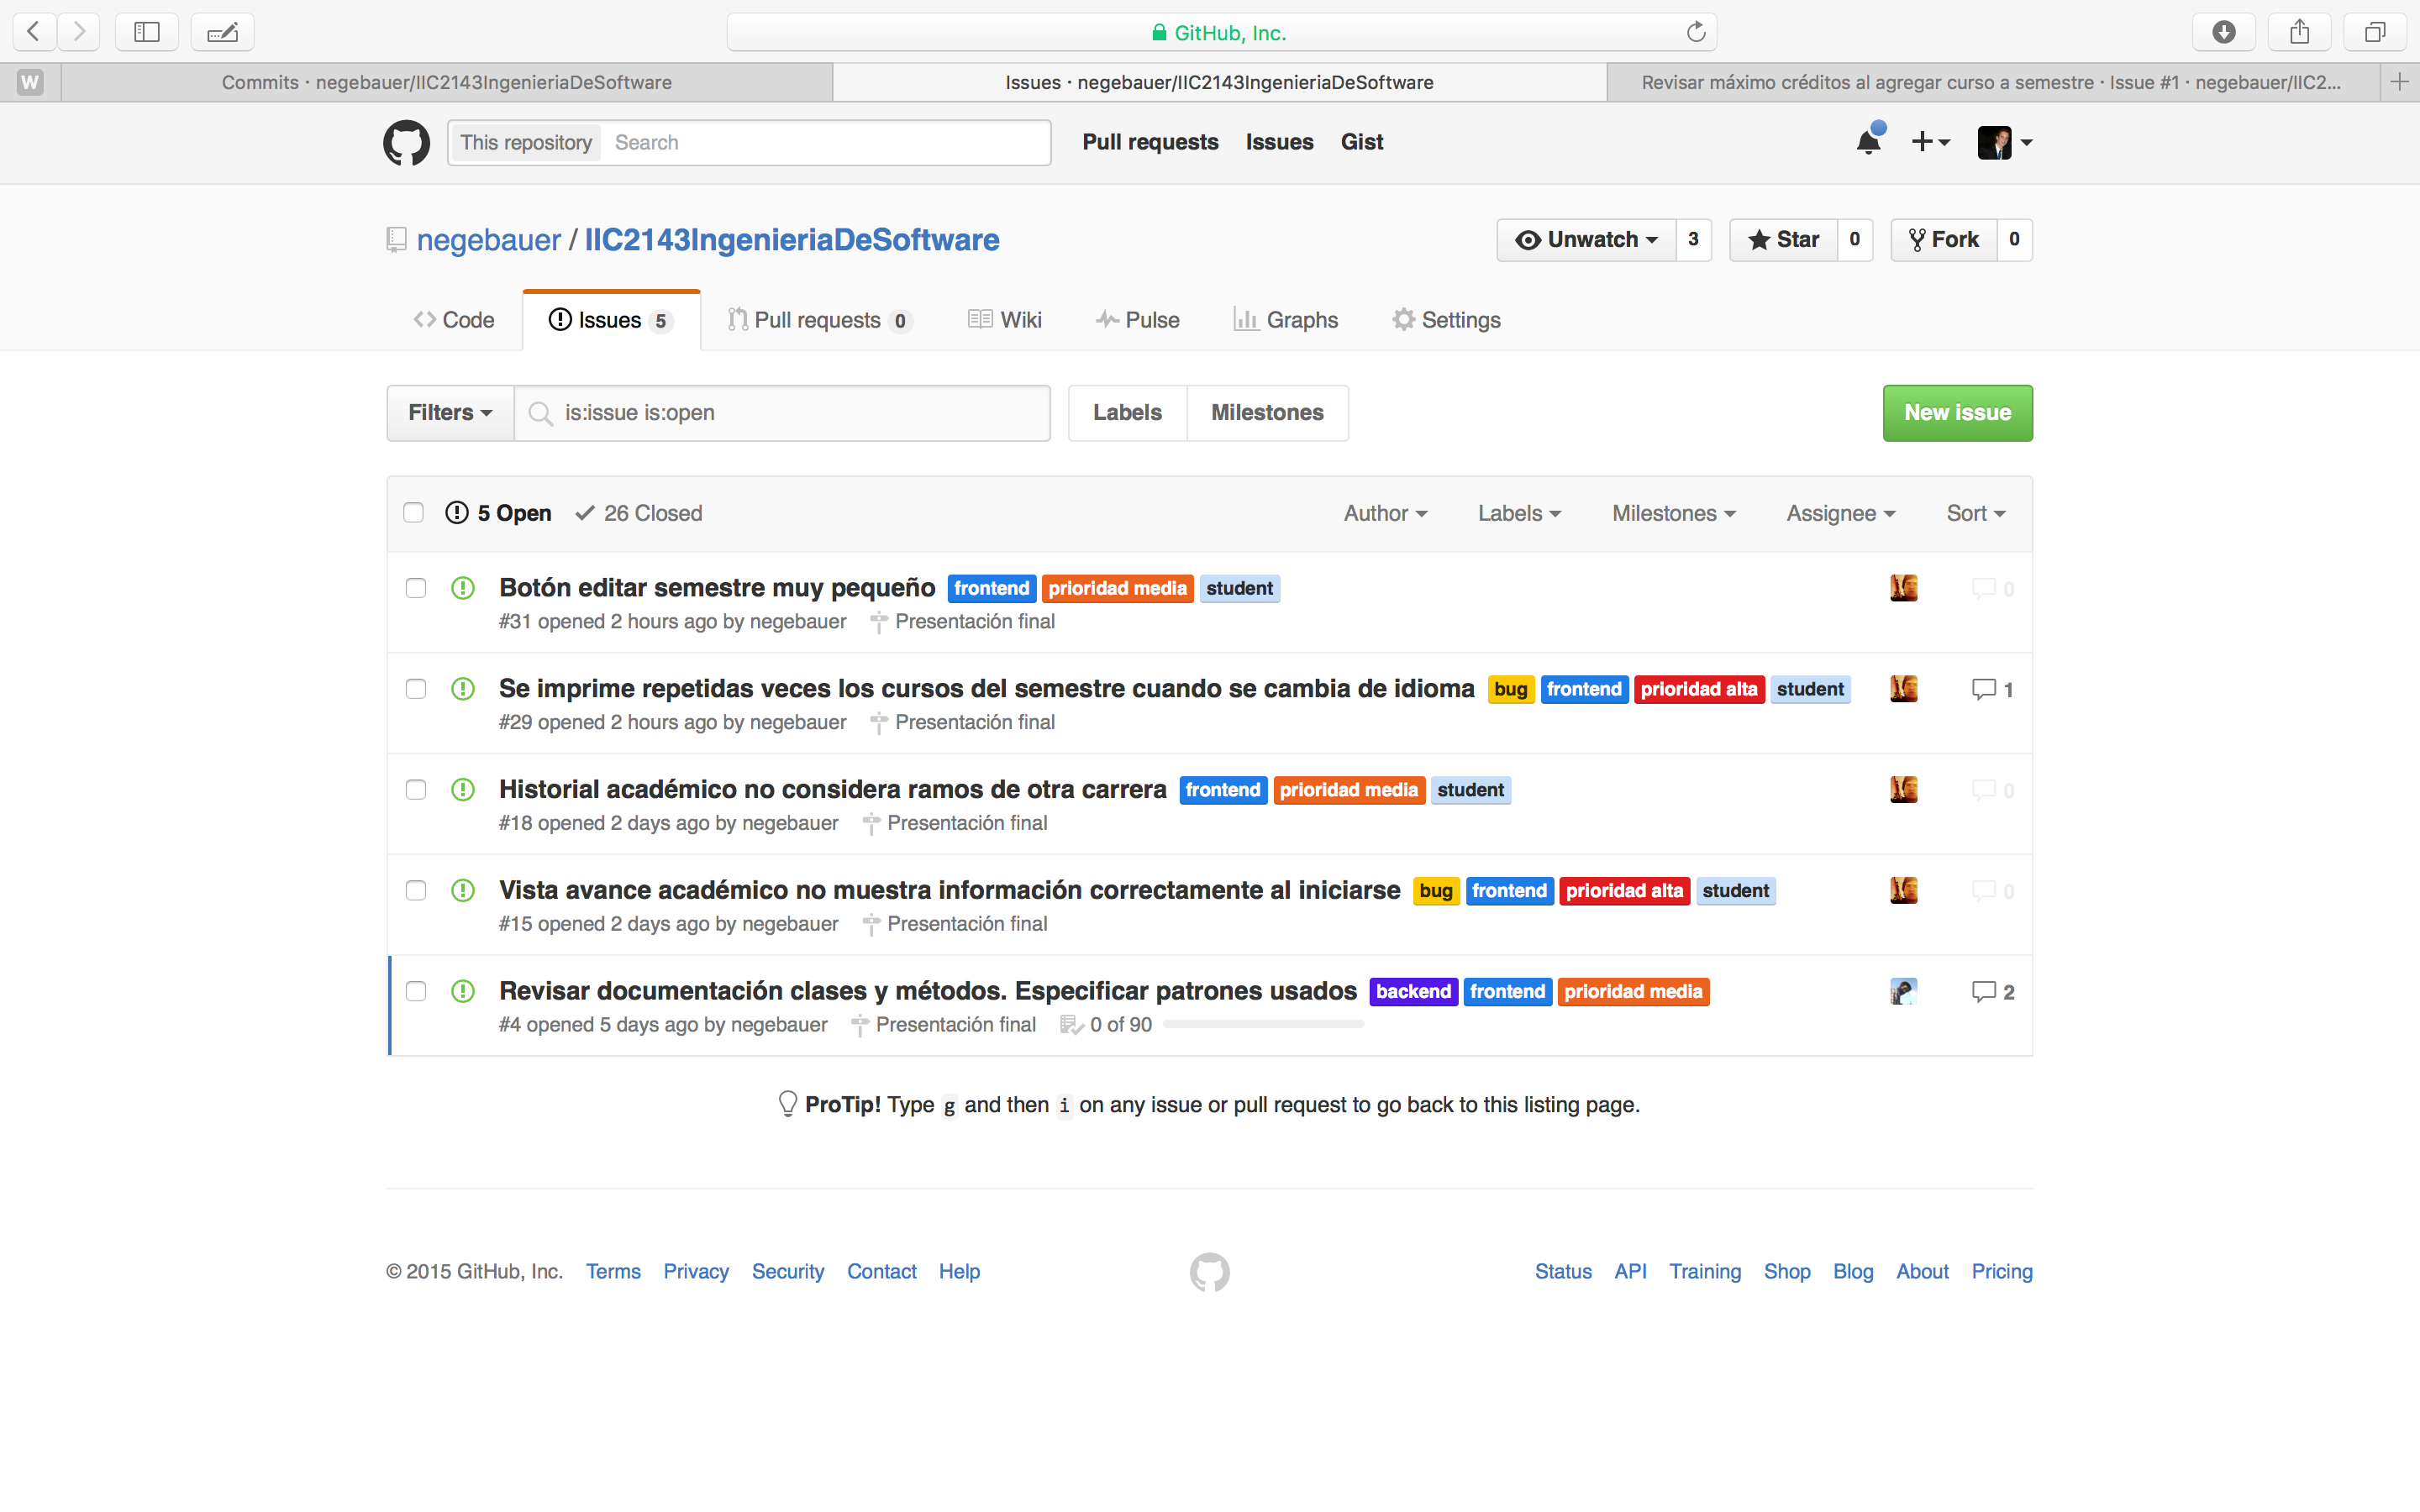 GitHub, Inc.
W
Commits · negebauer/IIC2143IngenieriaDeSoftware
Issues · negebauer/IIC2143IngenieriaDeSoftware
Revisar máximo créditos al agregar curso a semestre · Issue #1 · negebauer/IIC2...
This repository Search Pull requests Issues Gist
negebauer / IIC2143IngenieriaDeSoftware Unwatch 3 Star 0 Fork 0
Code Issues 5 Pull requests 0 Wiki Pulse Graphs Settings
Filters is:issue is:open Labels Milestones New issue
5 Open 26 Closed Author Labels Milestones Assignee Sort
Botón editar semestre muy pequeño frontend prioridad media student 0
#31 opened 2 hours ago by negebauer Presentación final
Se imprime repetidas veces los cursos del semestre cuando se cambia de idioma bug frontend prioridad alta student 1
#29 opened 2 hours ago by negebauer Presentación final
Historial académico no considera ramos de otra carrera frontend prioridad media student 0
#18 opened 2 days ago by negebauer Presentación final
Vista avance académico no muestra información correctamente al iniciarse bug frontend prioridad alta student 0
#15 opened 2 days ago by negebauer Presentación final
Revisar documentación clases y métodos. Especificar patrones usados backend frontend prioridad media 2
#4 opened 5 days ago by negebauer Presentación final 0 of 90
ProTip! Type g and then i on any issue or pull request to go back to this listing page.
© 2015 GitHub, Inc. Terms Privacy Security Contact Help Status API Training Shop Blog About Pricing